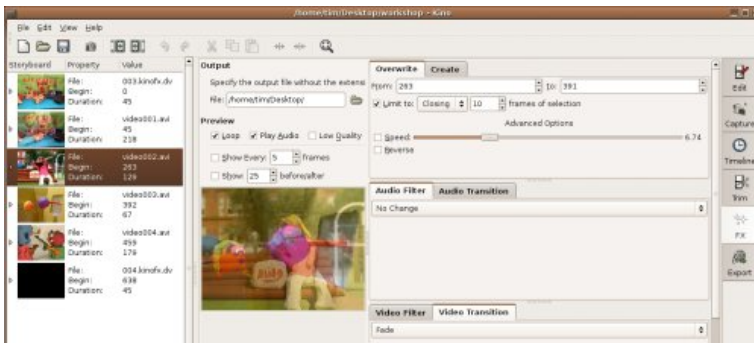 /home/tim/Desktop/workshop - Kino
File Edit View Help
Storyboard Property Value
File: 003.kinofx.dv
Begin: 0
Duration: 45
File: video001.avi
Begin: 45
Duration: 218
File: video002.avi
Begin: 263
Duration: 129
File: video003.avi
Begin: 392
Duration: 67
File: video004.avi
Begin: 459
Duration: 179
File: 004.kinofx.dv
Begin: 638
Duration: 45
Output
Specify the output file without the extensi
File: /home/tim/Desktop/
Preview
Loop Play Audio Low Quality
Show Every: 5 frames
Show 25 before/after
Overwrite Create
From: 263 to: 391
Limit to: Closing 10 frames of selection
Advanced Options
Speed 6.74
Reverse
Audio Filter Audio Transition
No Change
Video Filter Video Transition
Fade
Edit
Capture
Timeline
Trim
FX
Export